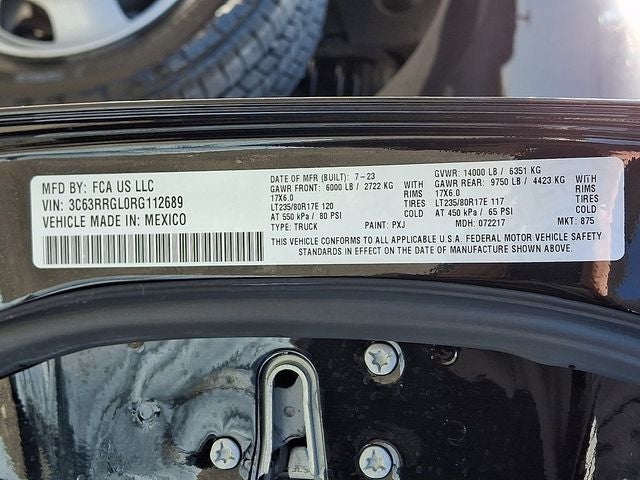 MFD BY: FCA US LLC
VIN: 3C63RRGL0RG112689
VEHICLE MADE IN: MEXICO
DATE OF MFR (BUILT): 7-23
GAWR FRONT: 6000 LB / 2722 KG WITH
17X6.0 RIMS
LT235/80R17E 120 TIRES
AT 550 kPa / 80 PSI COLD
TYPE: TRUCK PAINT: PXJ
GVWR: 14000 LB / 6351 KG
GAWR REAR: 9750 LB / 4423 KG WITH
17X6.0 RIMS
LT235/80R17E 117 TIRES
AT 450 kPa / 65 PSI COLD
MDH: 072217 MKT: 875
THIS VEHICLE CONFORMS TO ALL APPLICABLE U.S.A. FEDERAL MOTOR VEHICLE SAFETY
STANDARDS IN EFFECT ON THE DATE OF MANUFACTURE SHOWN ABOVE.